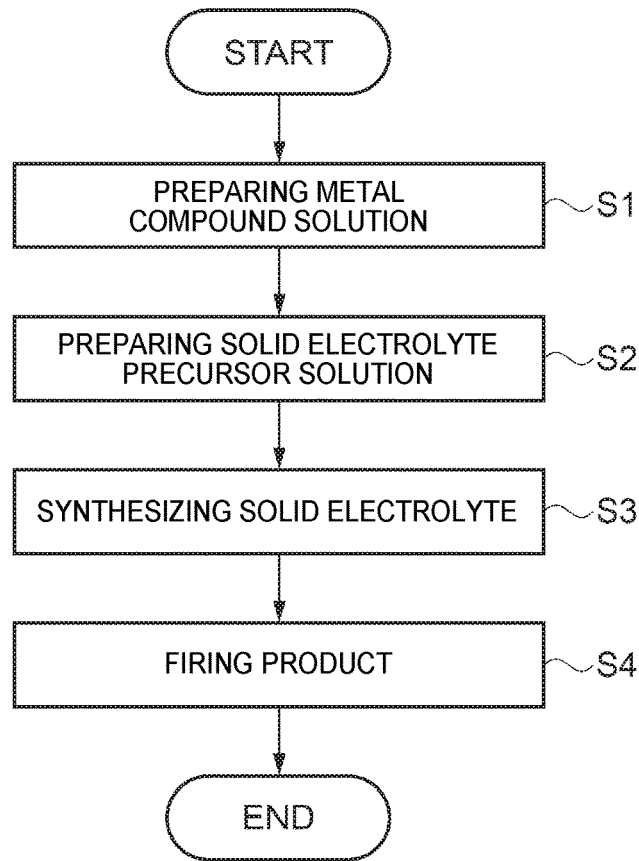 START
PREPARING METAL
COMPOUND SOLUTION
S1
PREPARING SOLID ELECTROLYTE
PRECURSOR SOLUTION
S2
SYNTHESIZING SOLID ELECTROLYTE
S3
FIRING PRODUCT
S4
END